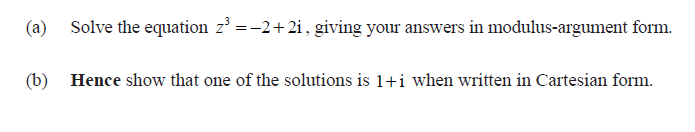 (a) Solve the equation z³ = −2 + 2i, giving your answers in modulus-argument form.
(b) Hence show that one of the solutions is 1+i when written in Cartesian form.